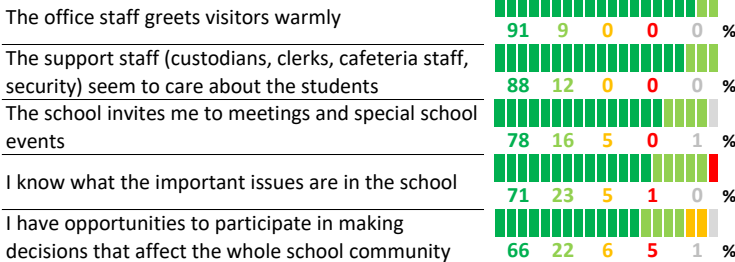 The office staff greets visitors warmly
91 9 0 0 0 %
The support staff (custodians, clerks, cafeteria staff,
security) seem to care about the students
88 12 0 0 0 %
The school invites me to meetings and special school
events
78 16 5 0 1 %
I know what the important issues are in the school
71 23 5 1 0 %
I have opportunities to participate in making
decisions that affect the whole school community
66 22 6 5 1 %